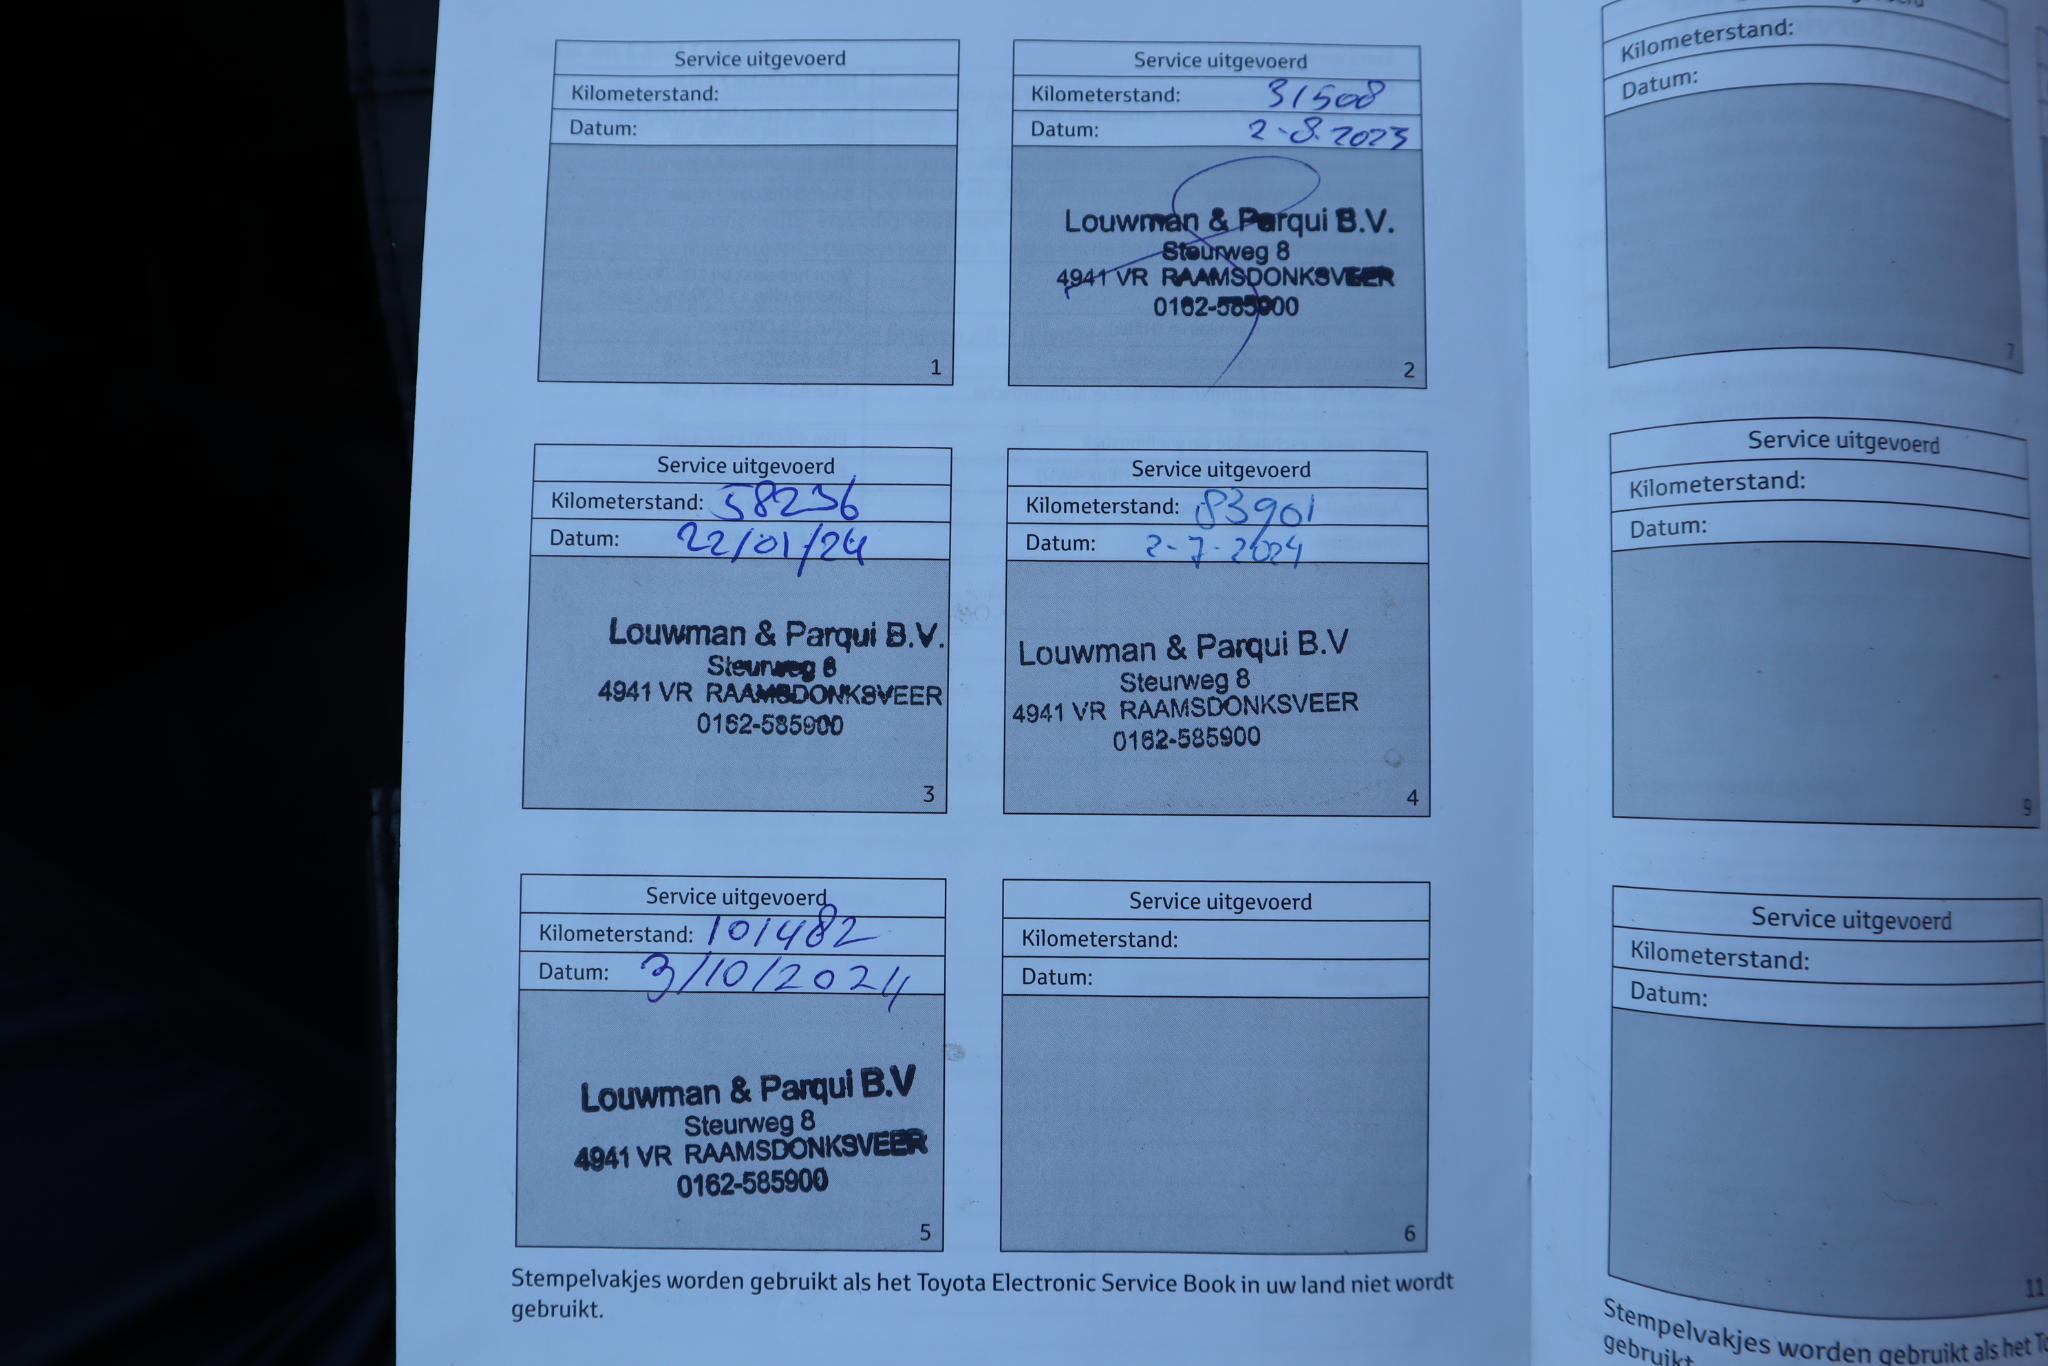 Service uitgevoerd
Kilometerstand:
Datum:
1
Service uitgevoerd
Kilometerstand: 31508
Datum: 2-8.2023
Louwman & Parqui B.V.
Steurweg 8
4941 VR RAAMSDONKSVEER
0162-585900
2
Service uitgevoerd
Kilometerstand: 58236
Datum: 22/01/24
Louwman & Parqui B.V.
Steurweg 8
4941 VR RAAMSDONKSVEER
0162-585900
3
Service uitgevoerd
Kilometerstand: 83901
Datum: 2-7-2024
Louwman & Parqui B.V
Steurweg 8
4941 VR RAAMSDONKSVEER
0162-585900
4
Service uitgevoerd
Kilometerstand: 101482
Datum: 3/10/2024
Louwman & Parqui B.V
Steurweg 8
4941 VR RAAMSDONKSVEER
0162-585900
5
Service uitgevoerd
Kilometerstand:
Datum:
6
Stempelvakjes worden gebruikt als het Toyota Electronic Service Book in uw land niet wordt
gebruikt.
Kilometerstand:
Datum:
7
Service uitgevoerd
Kilometerstand:
Datum:
9
Service uitgevoerd
Kilometerstand:
Datum:
11
Stempelvakjes worden gebruikt als het
gebruikt.